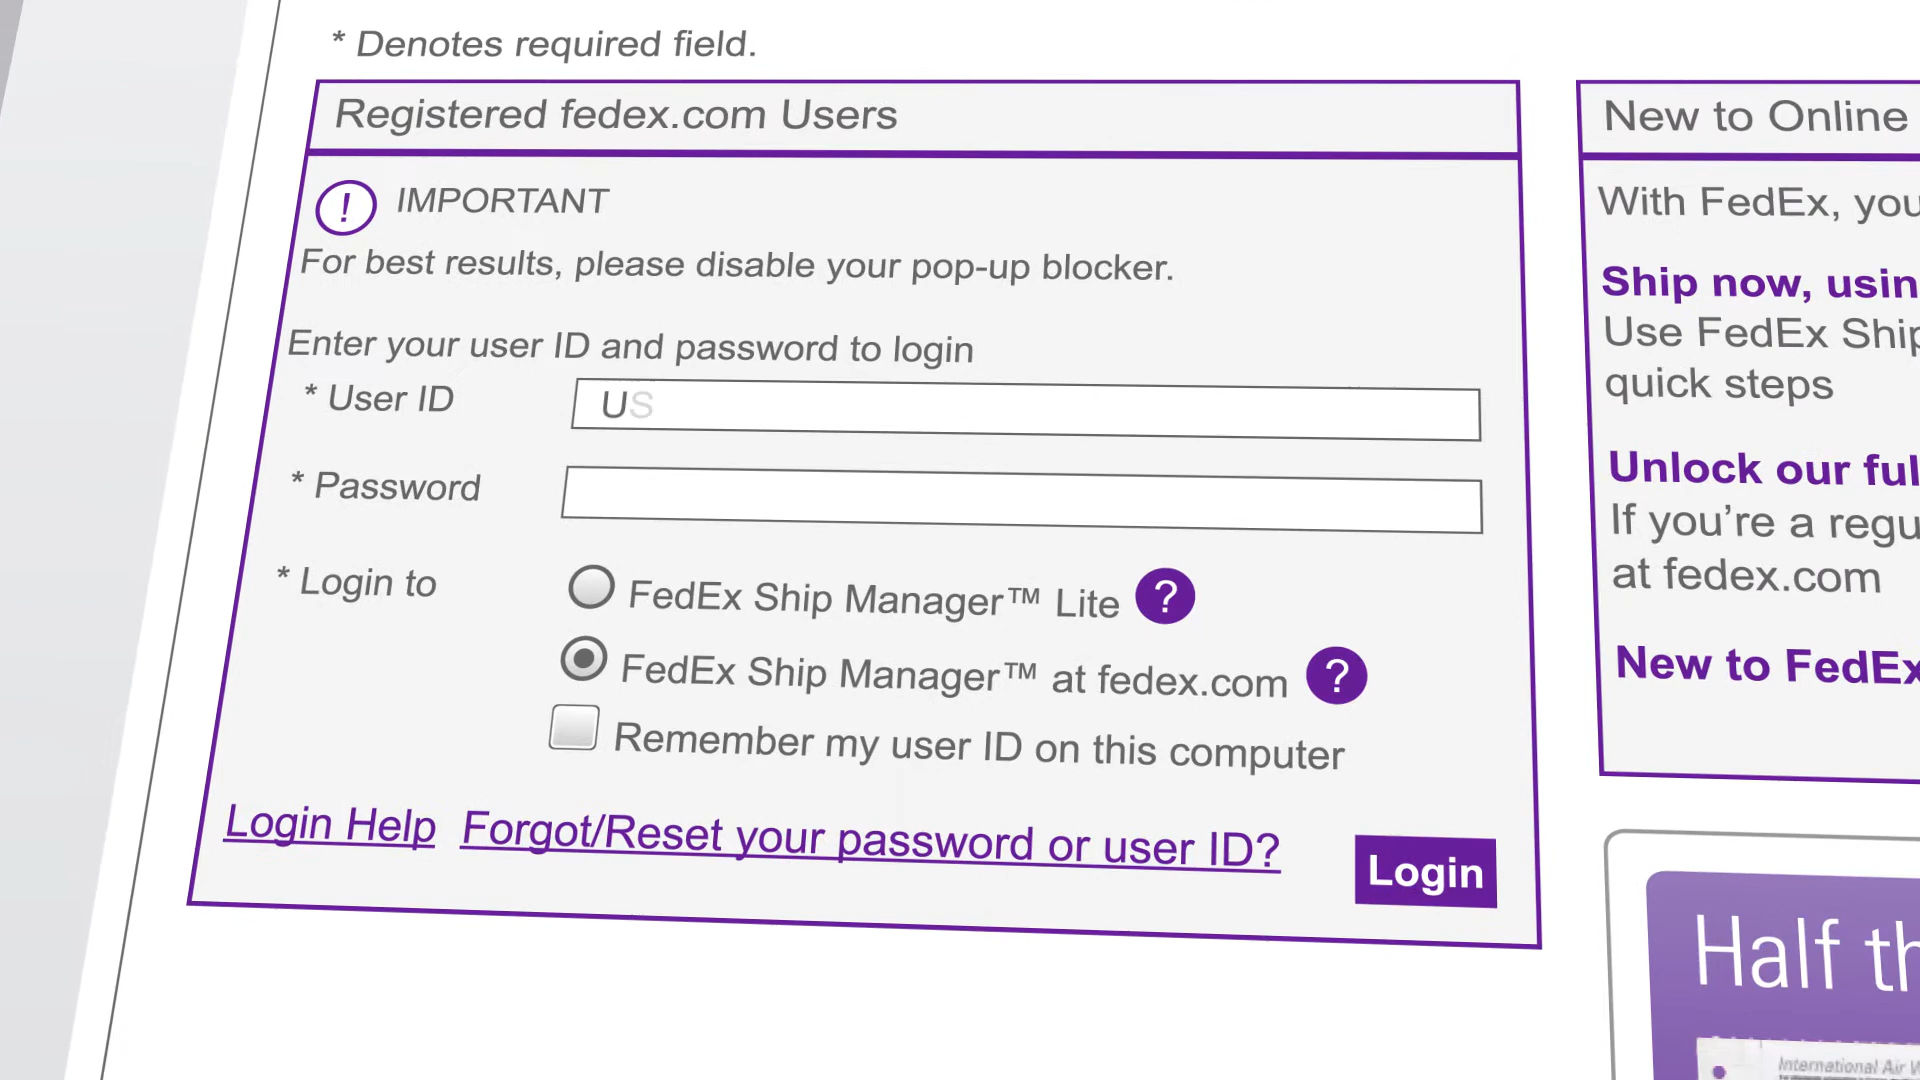 * Denotes required field.
Registered fedex.com Users
! IMPORTANT
For best results, please disable your pop-up blocker.
Enter your user ID and password to login
* User ID US
* Password
* Login to FedEx Ship Manager™ Lite ?
FedEx Ship Manager™ at fedex.com ?
Remember my user ID on this computer
Login Help Forgot/Reset your password or user ID?
Login
New to Online
With FedEx, you
Ship now, usin
Use FedEx Ship
quick steps
Unlock our ful
If you’re a regu
at fedex.com
New to FedEx
Half th
International Air W